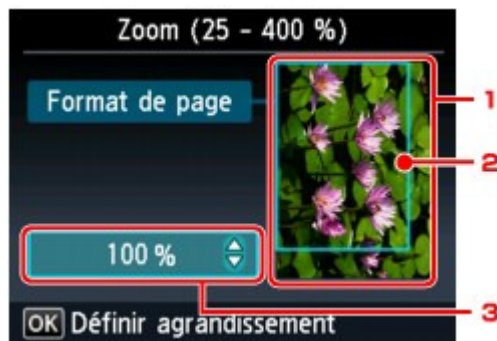 Zoom (25 - 400 %)
Format de page
1
2
100 %
3
OK Définir agrandissement